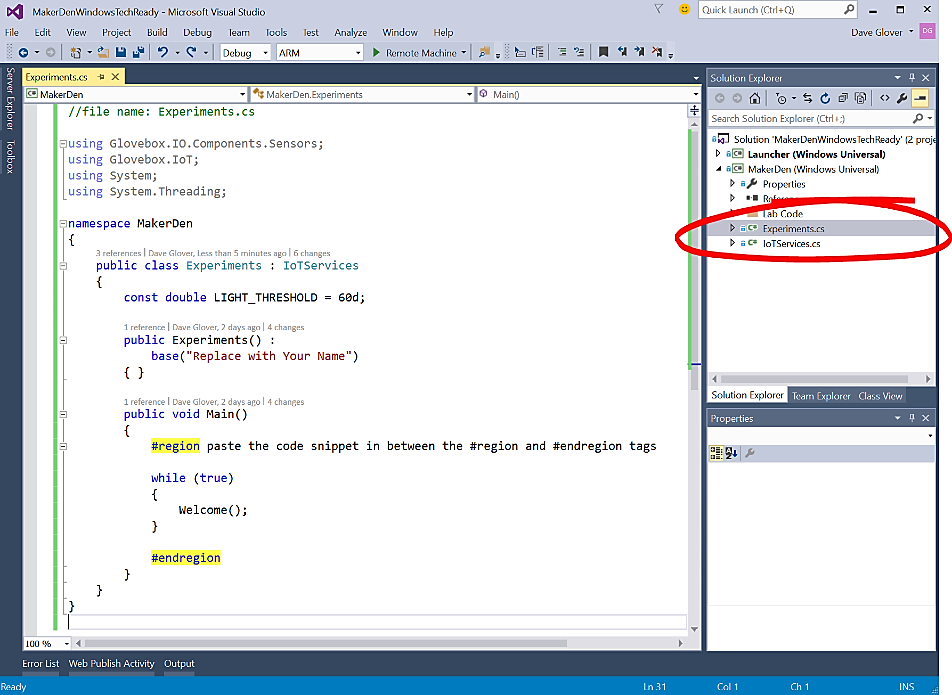 MakerDenWindowsTechReady - Microsoft Visual Studio
Quick Launch (Ctrl+Q)
File Edit View Project Build Debug Team Tools Test Analyze Window Help
Dave Glover
DG
Debug ARM Remote Machine
Server Explorer
Toolbox
Experiments.cs
MakerDen MakerDen.Experiments Main()
//file name: Experiments.cs
using Glovebox.IO.Components.Sensors;
using Glovebox.IoT;
using System;
using System.Threading;
namespace MakerDen
{
3 references | Dave Glover, Less than 5 minutes ago | 6 changes
public class Experiments : IoTServices
{
const double LIGHT_THRESHOLD = 60d;
1 reference | Dave Glover, 2 days ago | 4 changes
public Experiments() :
base("Replace with Your Name")
{ }
1 reference | Dave Glover, 2 days ago | 4 changes
public void Main()
{
#region paste the code snippet in between the #region and #endregion tags
while (true)
{
Welcome();
}
#endregion
}
}
}
100 %
Solution Explorer
Search Solution Explorer (Ctrl+;)
Solution 'MakerDenWindowsTechReady' (2 proje
Launcher (Windows Universal)
MakerDen (Windows Universal)
Properties
Lab Code
Experiments.cs
IoTServices.cs
Solution Explorer Team Explorer Class View
Properties
Error List Web Publish Activity Output
Ready Ln 31 Col 1 Ch 1 INS